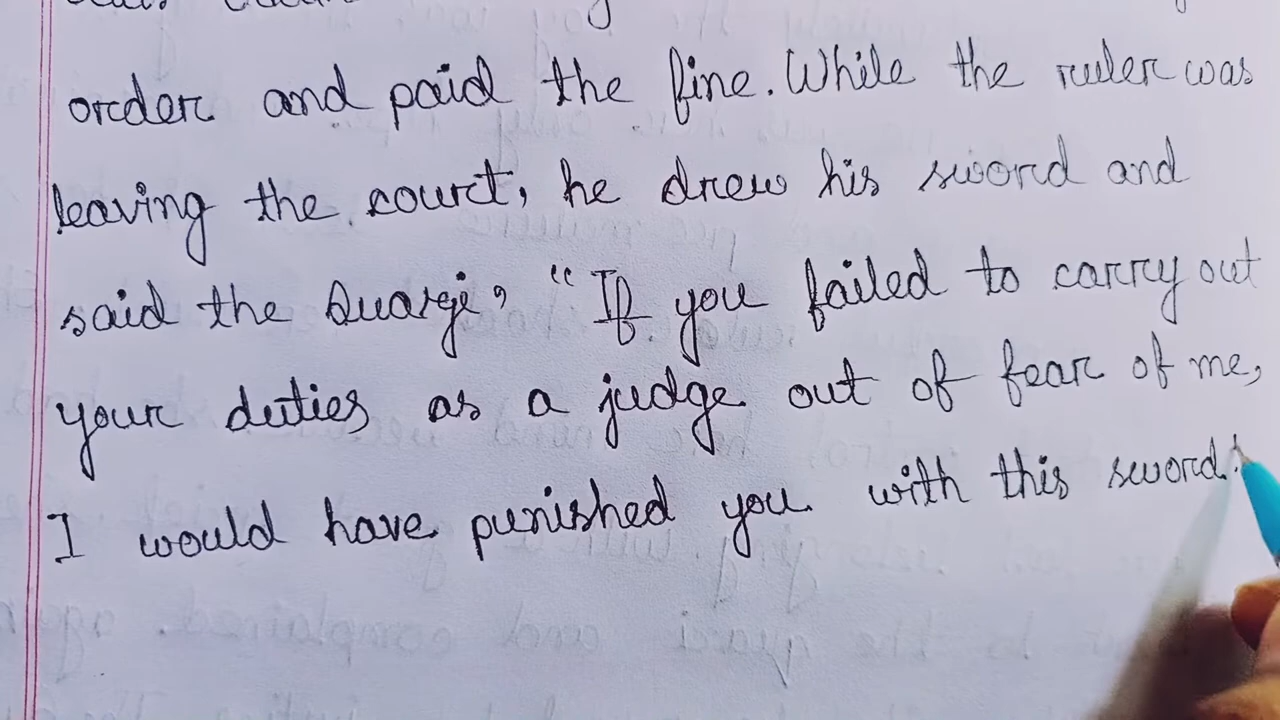 order and paid the fine. While the ruler was
leaving the court, he drew his sword and
said the Quazi, "If you failed to carry out
your duties as a judge out of fear of me,
I would have punished you with this sword.